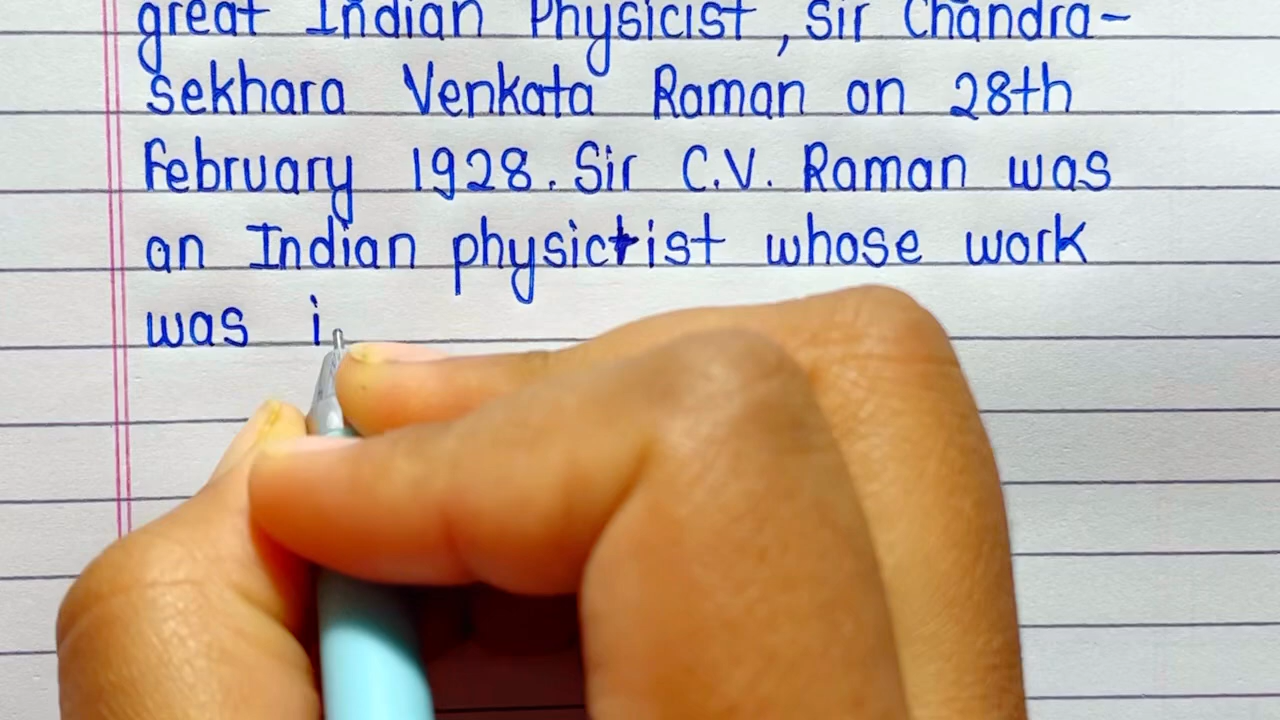 great Indian Physicist, Sir Chandra-
sekhara Venkata Raman on 28th
February 1928. Sir C.V. Raman was
an Indian physictist whose work
was i